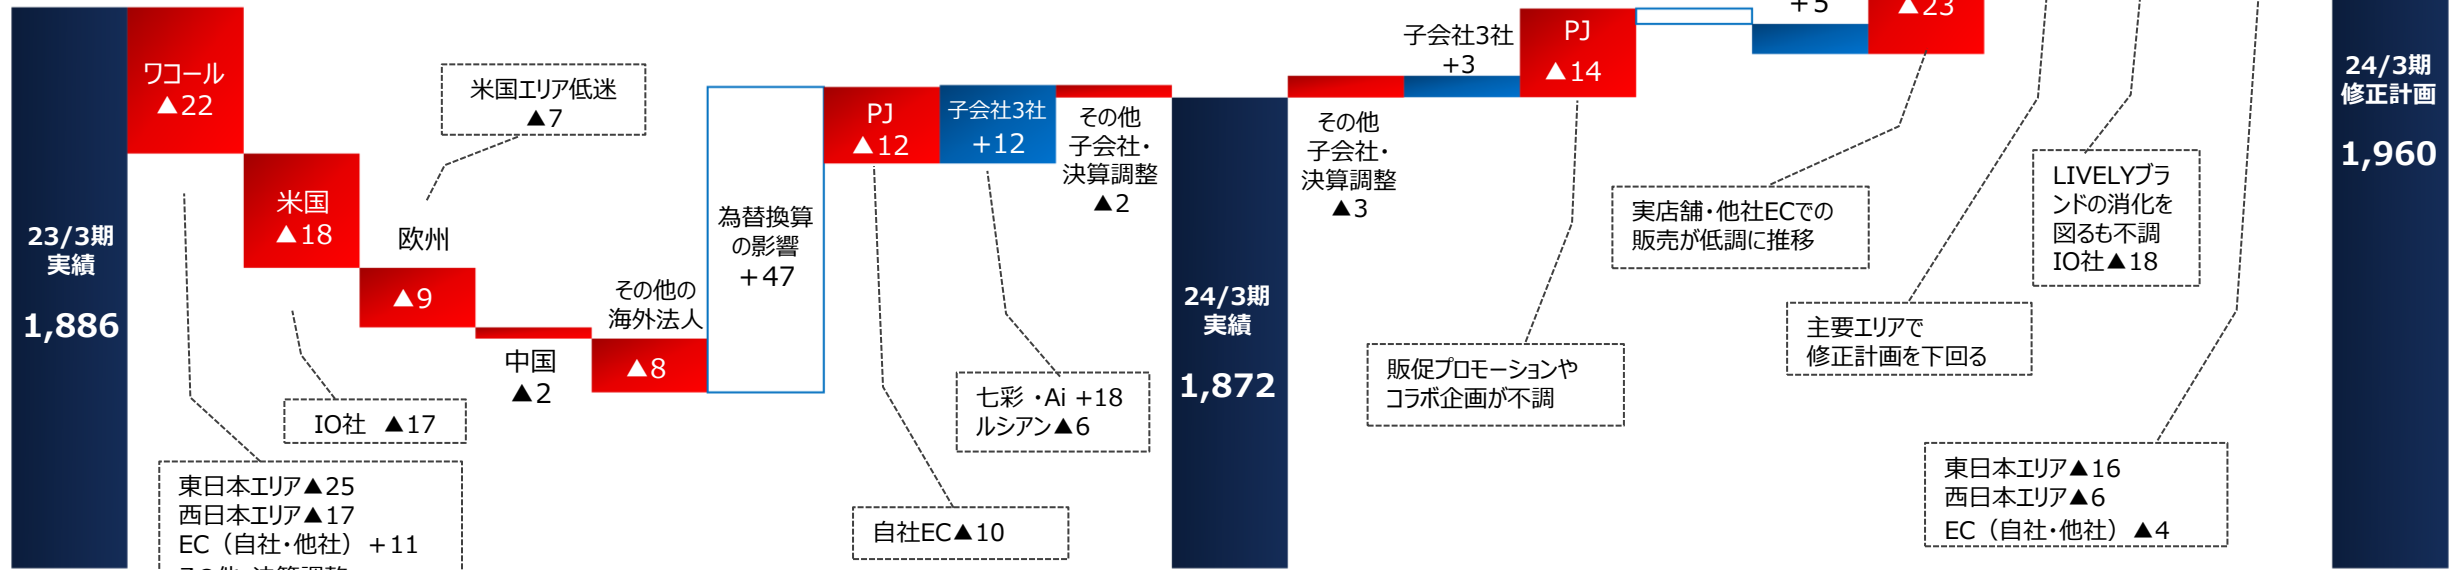 23/3期
実績
1,886
ワコール
▲22
米国
▲18
欧州
▲9
米国エリア低迷
▲7
中国
▲2
その他の
海外法人
▲8
為替換算
の影響
+47
PJ
▲12
子会社3社
+12
その他
子会社・
決算調整
▲2
IO社 ▲17
東日本エリア▲25
西日本エリア▲17
EC（自社・他社）+11
自社EC▲10
七彩・Ai +18
ルシアン▲6
24/3期
実績
1,872
その他
子会社・
決算調整
▲3
子会社3社
+3
PJ
▲14
+5
▲23
販促プロモーションや
コラボ企画が不調
実店舗・他社ECでの
販売が低調に推移
主要エリアで
修正計画を下回る
LIVELYブラ
ンドの消化を
図るも不調
IO社▲18
東日本エリア▲16
西日本エリア▲6
EC（自社・他社）▲4
24/3期
修正計画
1,960